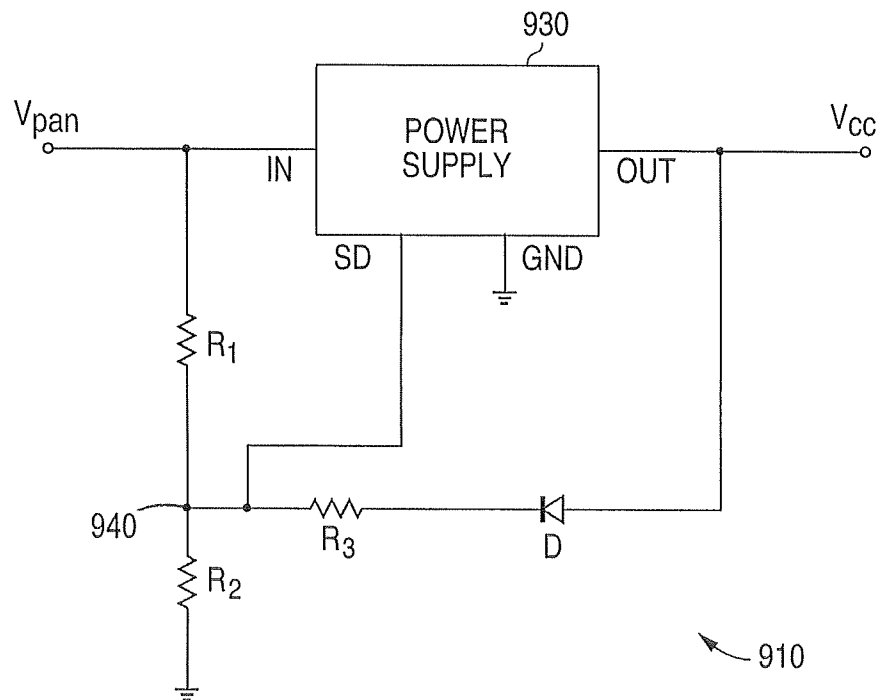 930
V_pan
V_cc
POWER
SUPPLY
IN
OUT
SD
GND
R_1
940
R_3
D
R_2
910